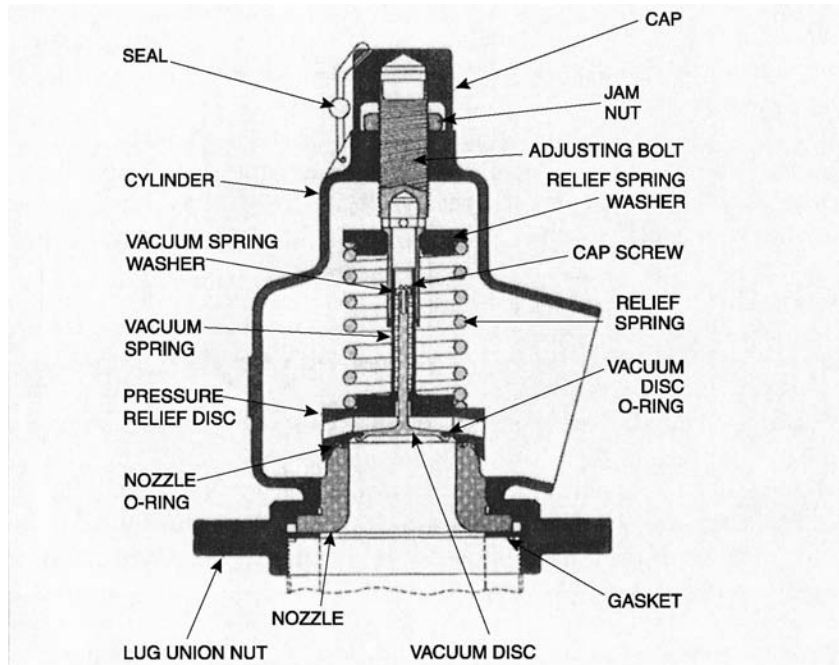 CAP
SEAL
JAM
NUT
ADJUSTING BOLT
CYLINDER
RELIEF SPRING
WASHER
VACUUM SPRING
WASHER
CAP SCREW
RELIEF
SPRING
VACUUM
SPRING
VACUUM
DISC
O-RING
PRESSURE
RELIEF DISC
NOZZLE
O-RING
GASKET
NOZZLE
LUG UNION NUT
VACUUM DISC